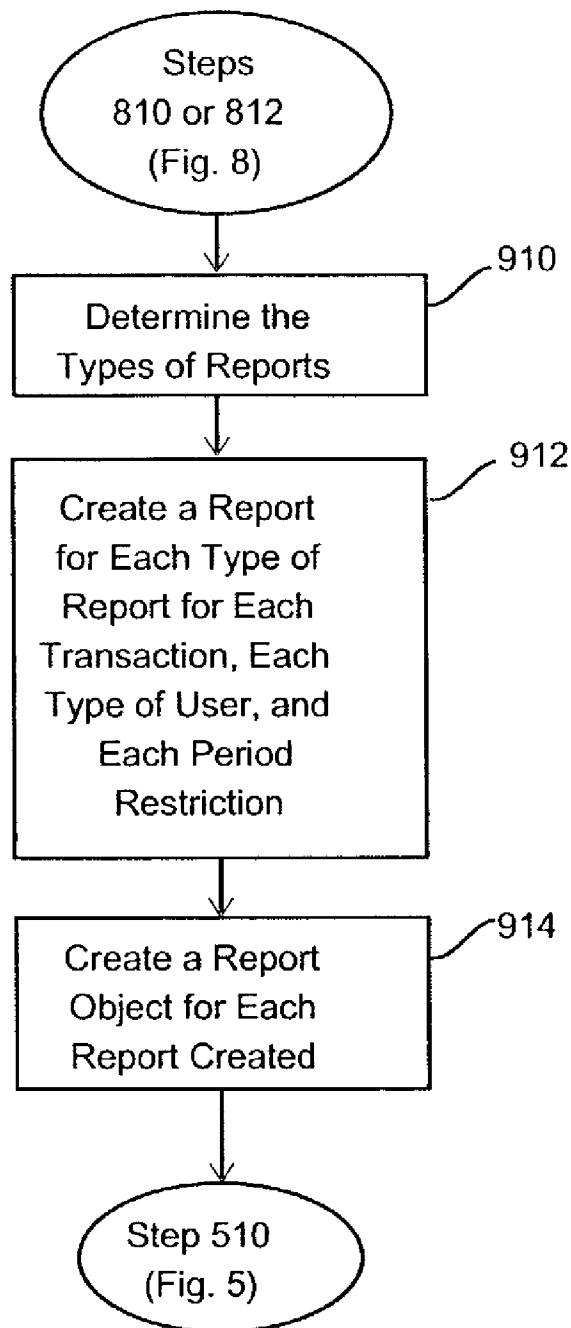 Steps
810 or 812
(Fig. 8)
910
Determine the
Types of Reports
912
Create a Report
for Each Type of
Report for Each
Transaction, Each
Type of User, and
Each Period
Restriction
914
Create a Report
Object for Each
Report Created
Step 510
(Fig. 5)